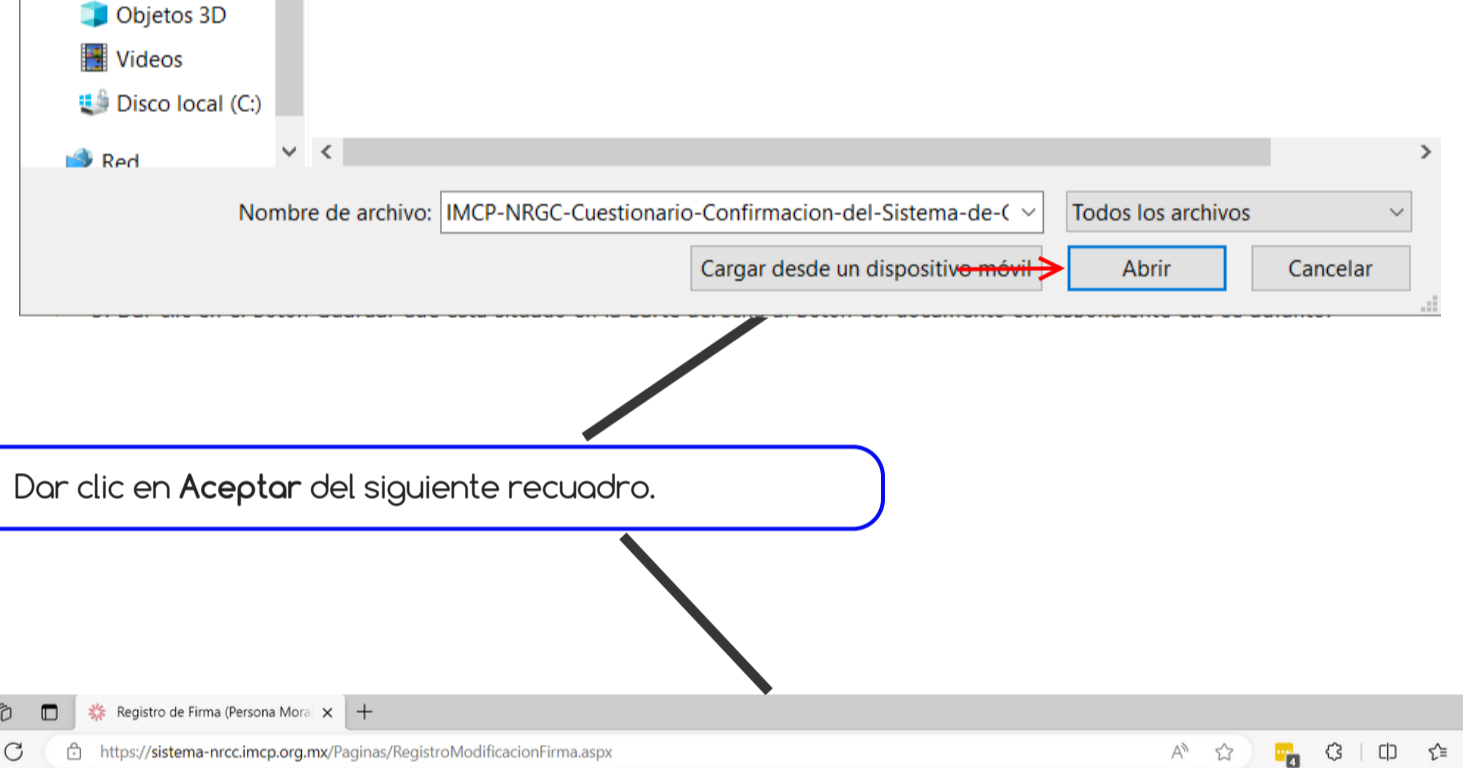 Objetos 3D
Videos
Disco local (C:)
Red
Nombre de archivo: IMCP-NRGC-Cuestionario-Confirmacion-del-Sistema-de-C Todos los archivos
Cargar desde un dispositivo móvil Abrir Cancelar
Dar clic en Aceptar del siguiente recuadro.
Registro de Firma (Persona Mora
https://sistema-nrcc.imcp.org.mx/Paginas/RegistroModificacionFirma.aspx
4